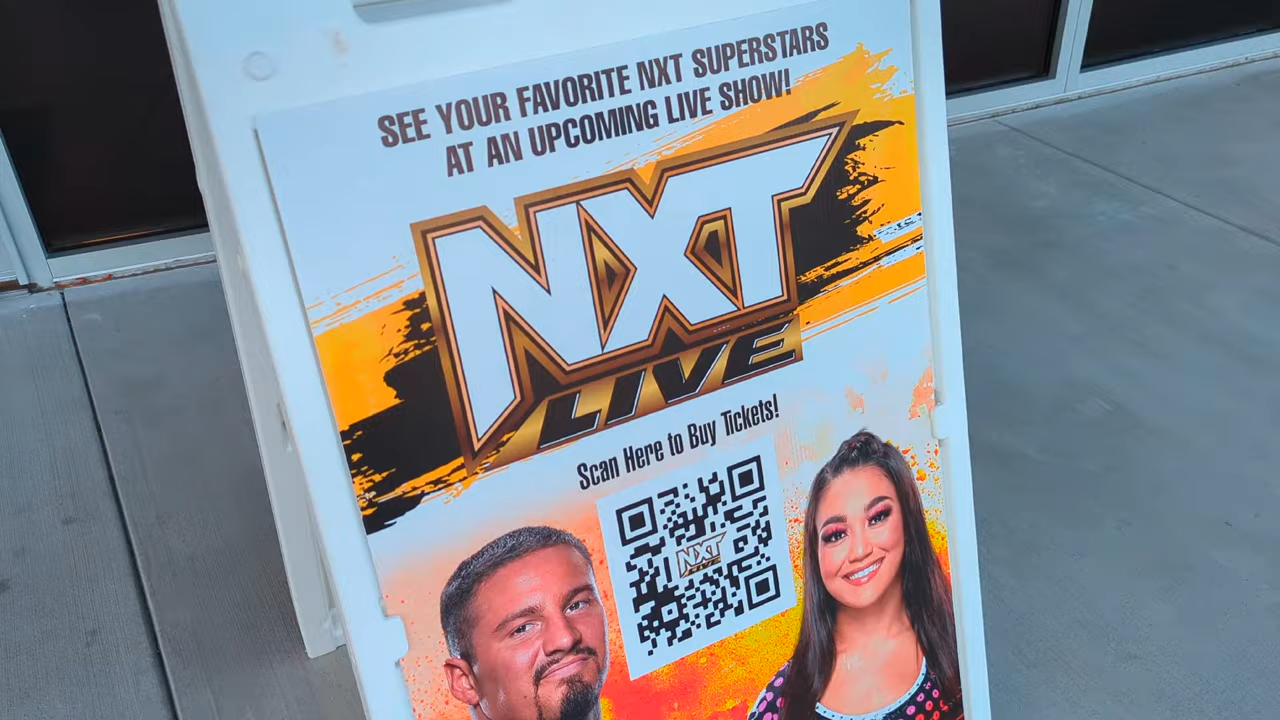 SEE YOUR FAVORITE NXT SUPERSTARS
AT AN UPCOMING LIVE SHOW!
NXT
LIVE
Scan Here to Buy Tickets!
NXT
LIVE